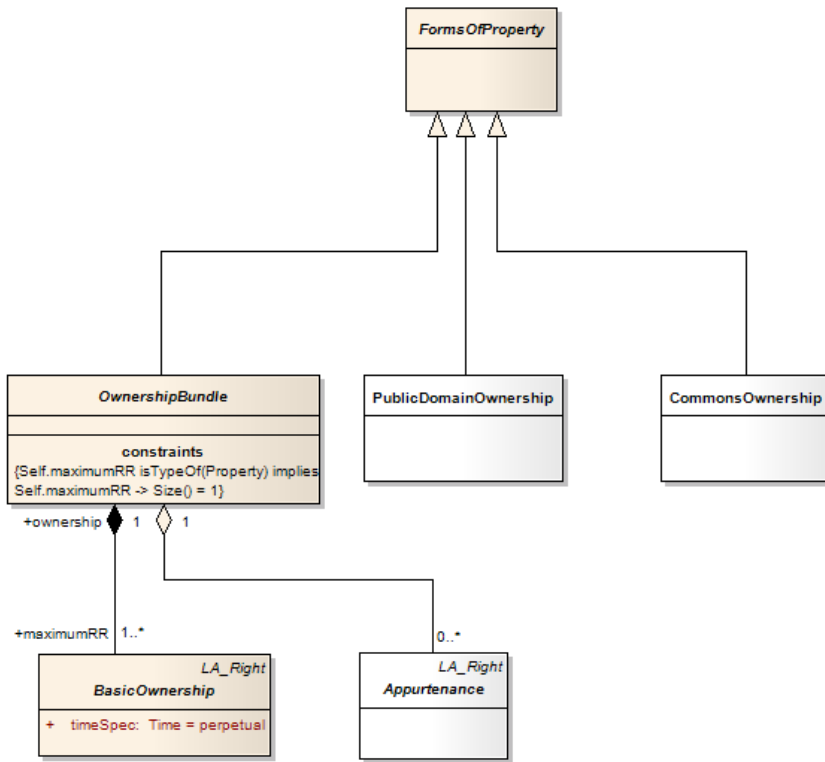 FormsOfProperty
OwnershipBundle
constraints
{Self.maximumRR isTypeOf(Property) implies
Self.maximumRR -> Size() = 1}
PublicDomainOwnership
CommonsOwnership
+ownership 1 1
+maximumRR 1..* 0..*
LA_Right
BasicOwnership
+ timeSpec: Time = perpetual
LA_Right
Appurtenance